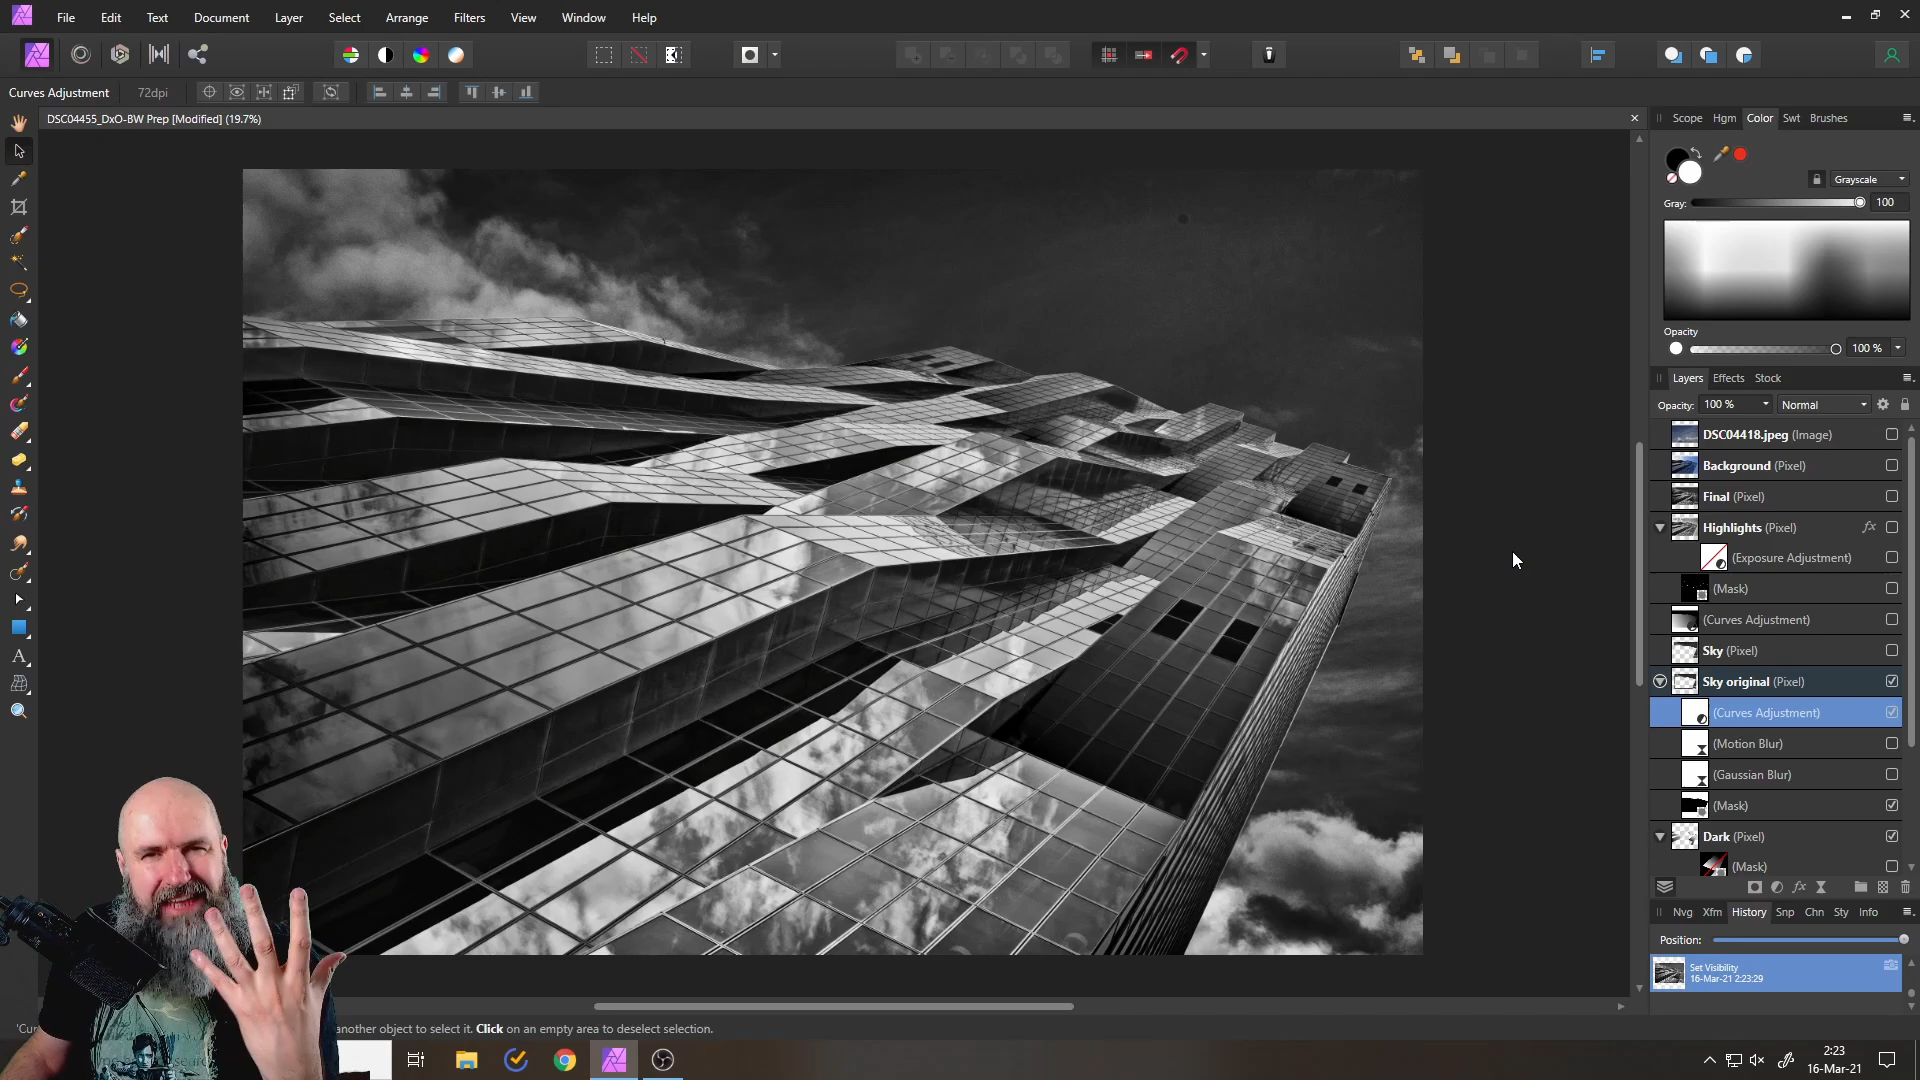 File Edit Text Document Layer Select Arrange Filters View Window Help
Curves Adjustment 72dpi
DSC04455_DxO-BW Prep [Modified] (19.7%)
Scope Hgm Color Swt Brushes
Grayscale
Gray: 100
Opacity
100 %
Layers Effects Stock
Opacity: 100 % Normal
DSC04418.jpeg (Image)
Background (Pixel)
Final (Pixel)
Highlights (Pixel) fx
(Exposure Adjustment)
(Mask)
(Curves Adjustment)
Sky (Pixel)
Sky original (Pixel)
(Curves Adjustment)
(Motion Blur)
(Gaussian Blur)
(Mask)
Dark (Pixel)
(Mask)
fx
Nvg Xfm History Snp Chn Sty Info
Position:
Set Visibility
16-Mar-21 2:23:29
'Cur another object to select it. Click on an empty area to deselect selection.
2:23
16-Mar-21